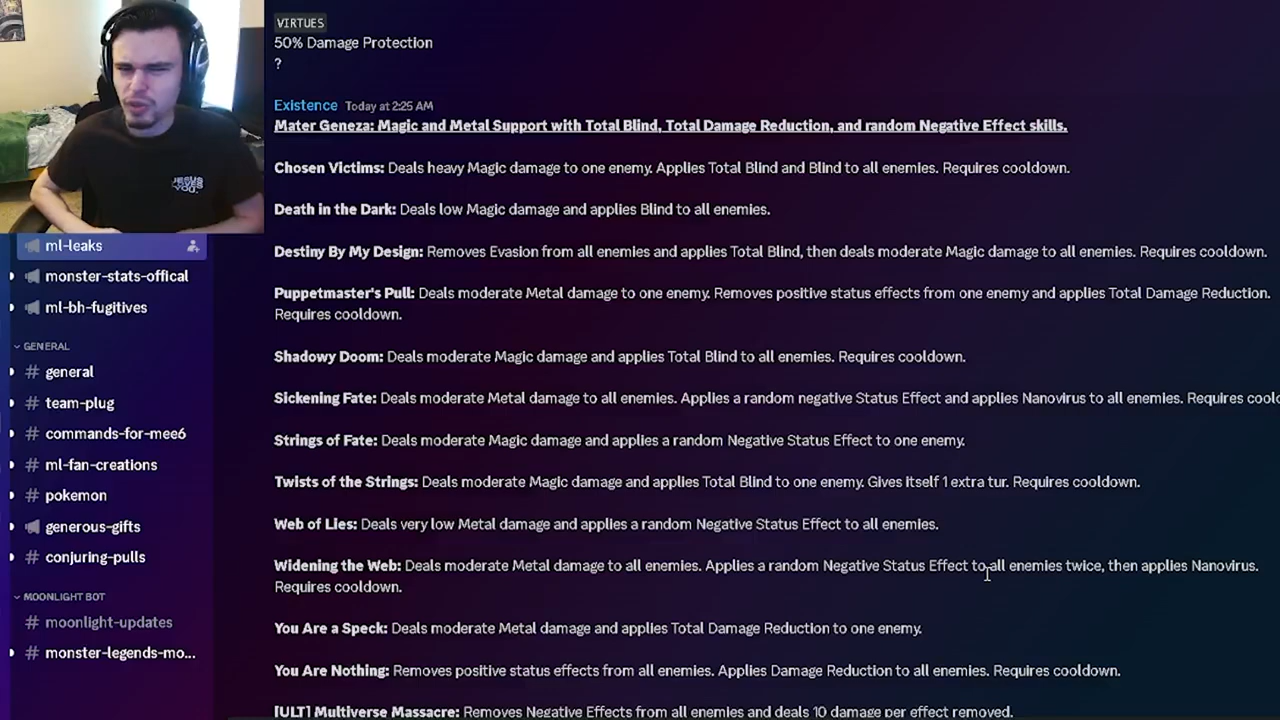 VIRTUES
50% Damage Protection
?
Existence Today at 2:25 AM
Mater Geneza: Magic and Metal Support with Total Blind, Total Damage Reduction, and random Negative Effect skills.
Chosen Victims: Deals heavy Magic damage to one enemy. Applies Total Blind and Blind to all enemies. Requires cooldown.
Death in the Dark: Deals low Magic damage and applies Blind to all enemies.
Destiny By My Design: Removes Evasion from all enemies and applies Total Blind, then deals moderate Magic damage to all enemies. Requires cooldown.
Puppetmaster's Pull: Deals moderate Metal damage to one enemy. Removes positive status effects from one enemy and applies Total Damage Reduction.
Requires cooldown.
Shadowy Doom: Deals moderate Magic damage and applies Total Blind to all enemies. Requires cooldown.
Sickening Fate: Deals moderate Metal damage to all enemies. Applies a random negative Status Effect and applies Nanovirus to all enemies. Requires cool
Strings of Fate: Deals moderate Magic damage and applies a random Negative Status Effect to one enemy.
Twists of the Strings: Deals moderate Magic damage and applies Total Blind to one enemy. Gives itself 1 extra tur. Requires cooldown.
Web of Lies: Deals very low Metal damage and applies a random Negative Status Effect to all enemies.
Widening the Web: Deals moderate Metal damage to all enemies. Applies a random Negative Status Effect to all enemies twice, then applies Nanovirus.
Requires cooldown.
You Are a Speck: Deals moderate Metal damage and applies Total Damage Reduction to one enemy.
You Are Nothing: Removes positive status effects from all enemies. Applies Damage Reduction to all enemies. Requires cooldown.
[ULT] Multiverse Massacre: Removes Negative Effects from all enemies and deals 10 damage per effect removed.
JESUS
LOVES
YOU.
ml-leaks
monster-stats-offical
ml-bh-fugitives
GENERAL
# general
# team-plug
# commands-for-mee6
# ml-fan-creations
# pokemon
generous-gifts
# conjuring-pulls
MOONLIGHT BOT
# moonlight-updates
# monster-legends-mo...